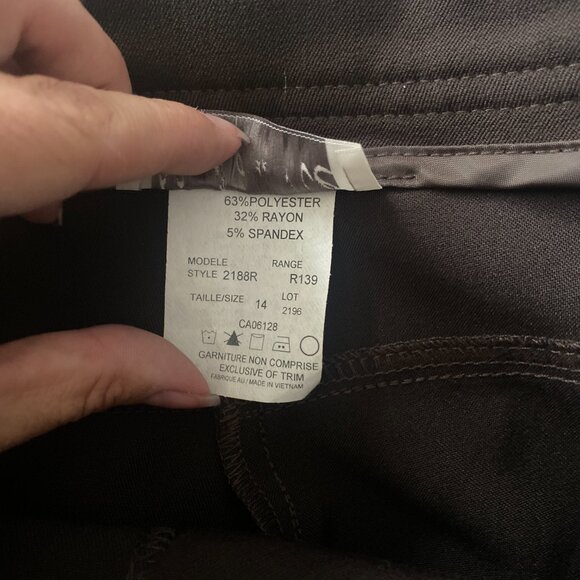 63%POLYESTER
32% RAYON
5% SPANDEX
MODELE RANGE
STYLE 2188R R139
TAILLE/SIZE 14 LOT
2196
CA06128
GARNITURE NON COMPRISE
EXCLUSIVE OF TRIM
FABRIQUE AU / MADE IN VIETNAM